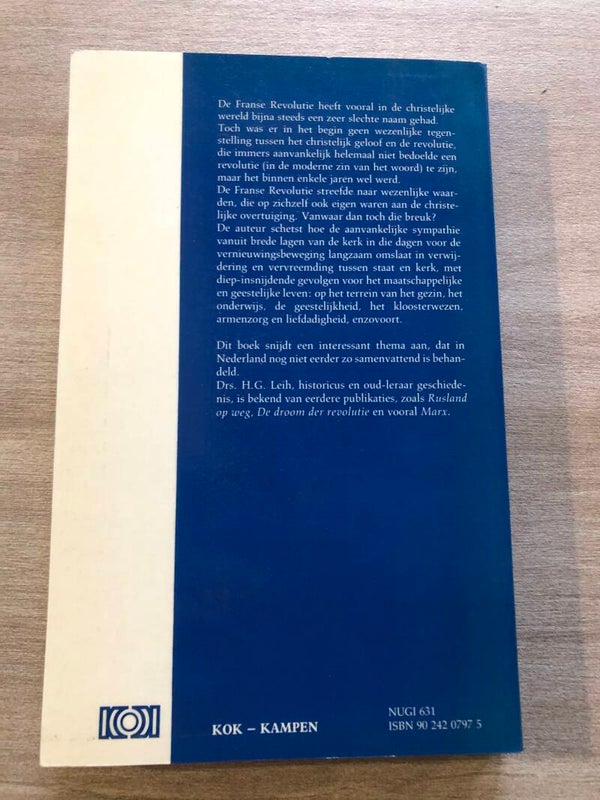 De Franse Revolutie heeft vooral in de christelijke
wereld bijna steeds een zeer slechte naam gehad.
Toch was er in het begin geen wezenlijke tegen-
stelling tussen het christelijk geloof en de revolutie,
die immers aanvankelijk helemaal niet bedoelde een
revolutie (in de moderne zin van het woord) te zijn,
maar het binnen enkele jaren wel werd.
De Franse Revolutie streefde naar wezenlijke waar-
den, die op zichzelf ook eigen waren aan de christe-
lijke overtuiging. Vanwaar dan toch die breuk?
De auteur schetst hoe de aanvankelijke sympathie
vanuit brede lagen van de kerk in die dagen voor de
vernieuwingsbeweging langzaam omslaat in verwij-
dering en vervreemding tussen staat en kerk, met
diep-insnijdende gevolgen voor het maatschappelijke
en geestelijke leven: op het terrein van het gezin, het
onderwijs, de geestelijkheid, het kloosterwezen,
armenzorg en liefdadigheid, enzovoort.
Dit boek snijdt een interessant thema aan, dat in
Nederland nog niet eerder zo samenvattend is behan-
deld.
Drs. H.G. Leih, historicus en oud-leraar geschiede-
nis, is bekend van eerdere publikaties, zoals Rusland
op weg, De droom der revolutie en vooral Marx.
KOK – KAMPEN
NUGI 631
ISBN 90 242 0797 5